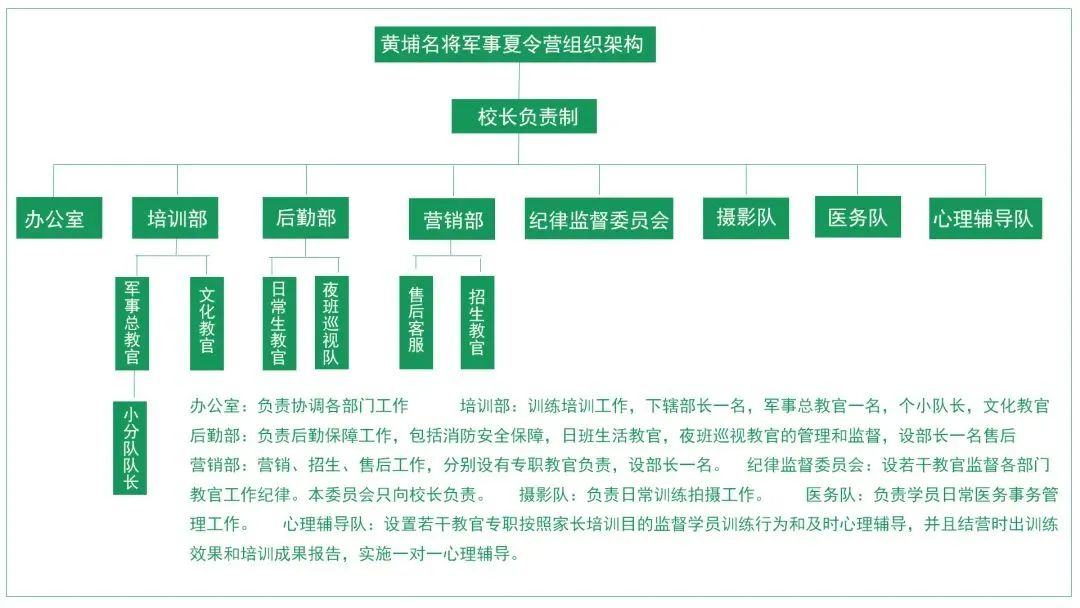 黄埔名将军事夏令营组织架构
校长负责制
办公室
培训部
后勤部
营销部
纪律监督委员会
摄影队
医务队
心理辅导队
军事总教官
文化教官
日常生教官
夜班巡视队
售后客服
招生教官
小分队队长
办公室：负责协调各部门工作 培训部：训练培训工作，下辖部长一名，军事总教官一名，个小队长，文化教官
后勤部：负责后勤保障工作，包括消防安全保障，日班生活教官，夜班巡视教官的管理和监督，设部长一名售后
营销部：营销、招生、售后工作，分别设有专职教官负责，设部长一名。 纪律监督委员会：设若干教官监督各部门
教官工作纪律。本委员会只向校长负责。 摄影队：负责日常训练拍摄工作。 医务队：负责学员日常医务事务管
理工作。 心理辅导队：设置若干教官专职按照家长培训目的监督学员训练行为和及时心理辅导，并且结营时出训练
效果和培训成果报告，实施一对一心理辅导。